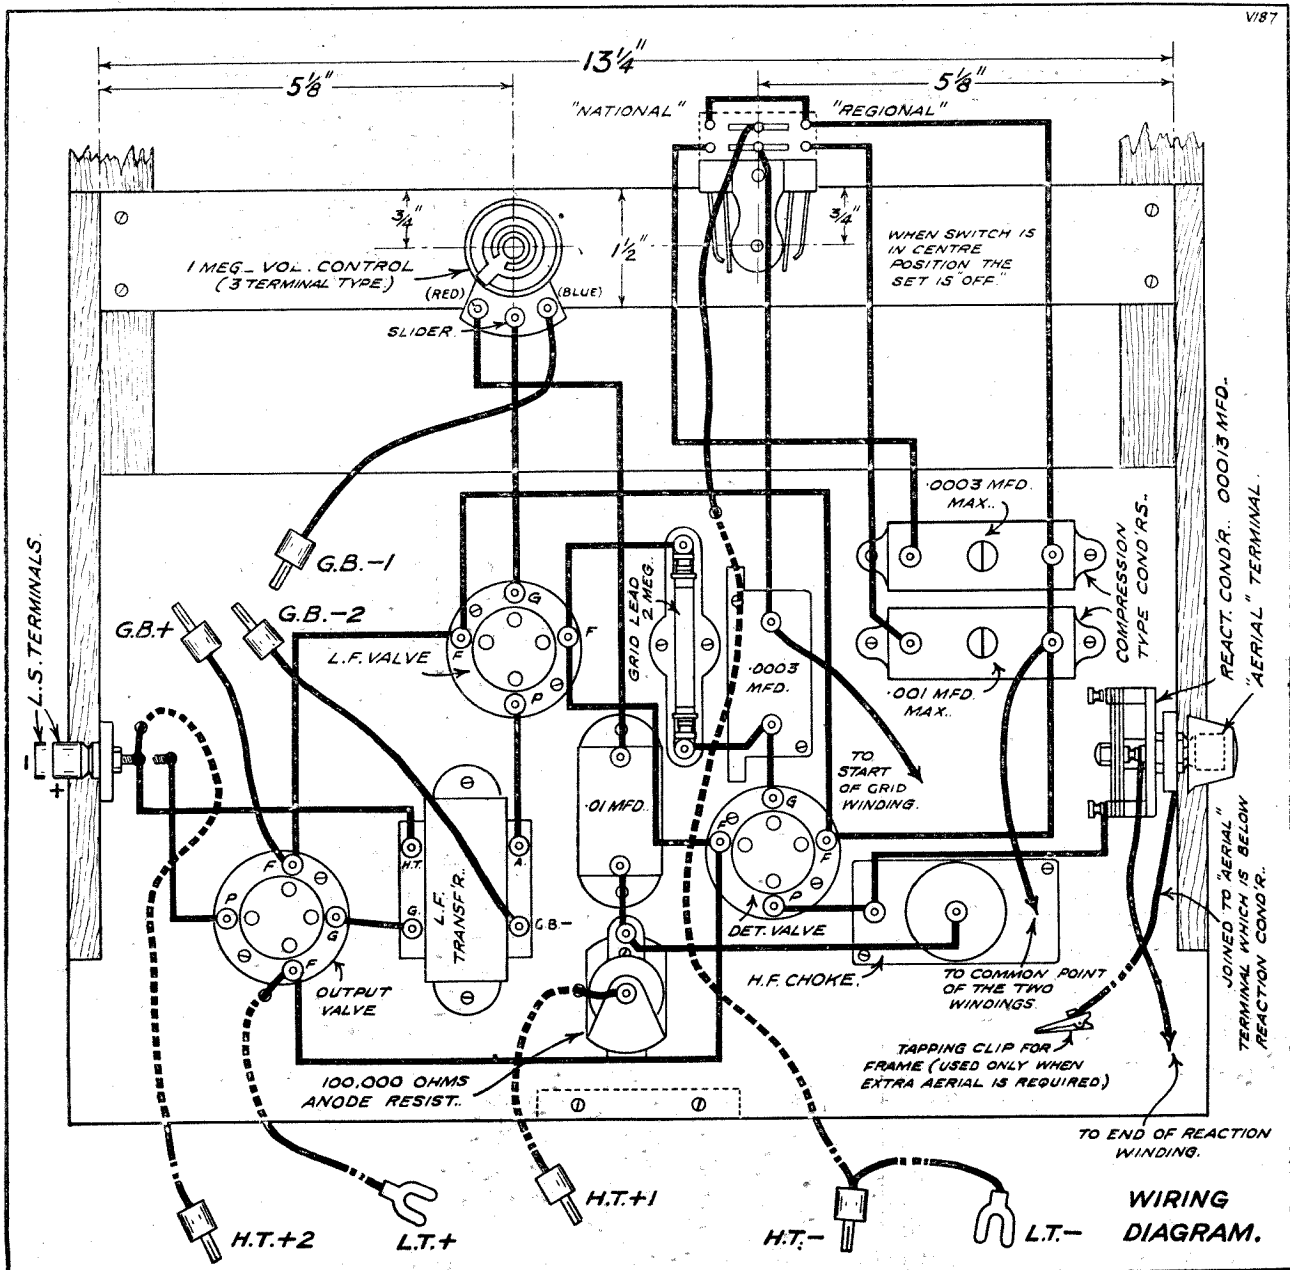 V187
13¼"
5⅛"
5⅛"
"NATIONAL"
"REGIONAL"
¾"
1½"
¾"
WHEN SWITCH IS
IN CENTRE
POSITION THE
SET IS "OFF."
1 MEG. VOL. CONTROL
(3 TERMINAL TYPE.)
(RED)
(BLUE)
SLIDER.
.0003 MFD.
MAX..
COMPRESSION
TYPE COND'RS..
REACT. COND'R. .00013 MFD..
"AERIAL" TERMINAL.
L.S. TERMINALS.
-
+
G.B.-1
G.B.+
G.B.-2
L.F. VALVE
G
F
F
P
GRID LEAD
2 MEG.
.0003
MFD.
.001 MFD.
MAX..
TO
START
OF GRID
WINDING.
.01 MFD.
H.T.
A
G.
G.B.-
L.F.
TRANSF'R..
F
P
G
F
OUTPUT
VALVE
G
F
F
P
DET. VALVE
H.F. CHOKE.
TO COMMON POINT
OF THE TWO
WINDINGS.
JOINED TO "AERIAL"
TERMINAL WHICH IS BELOW
REACTION COND'R..
TAPPING CLIP FOR
FRAME (USED ONLY WHEN
EXTRA AERIAL IS REQUIRED)
100,000 OHMS
ANODE RESIST..
TO END OF REACTION
WINDING.
H.T.+2
L.T.+
H.T.+1
H.T.-
L.T.-
WIRING
DIAGRAM.